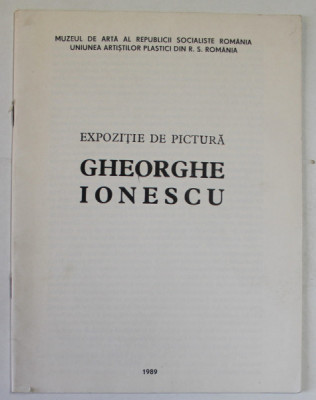 MUZEUL DE ARTĂ AL REPUBLICII SOCIALISTE ROMÂNIA
UNIUNEA ARTIȘTILOR PLASTICI DIN R. S. ROMÂNIA
EXPOZIȚIE DE PICTURĂ
GHEORGHE
IONESCU
1989